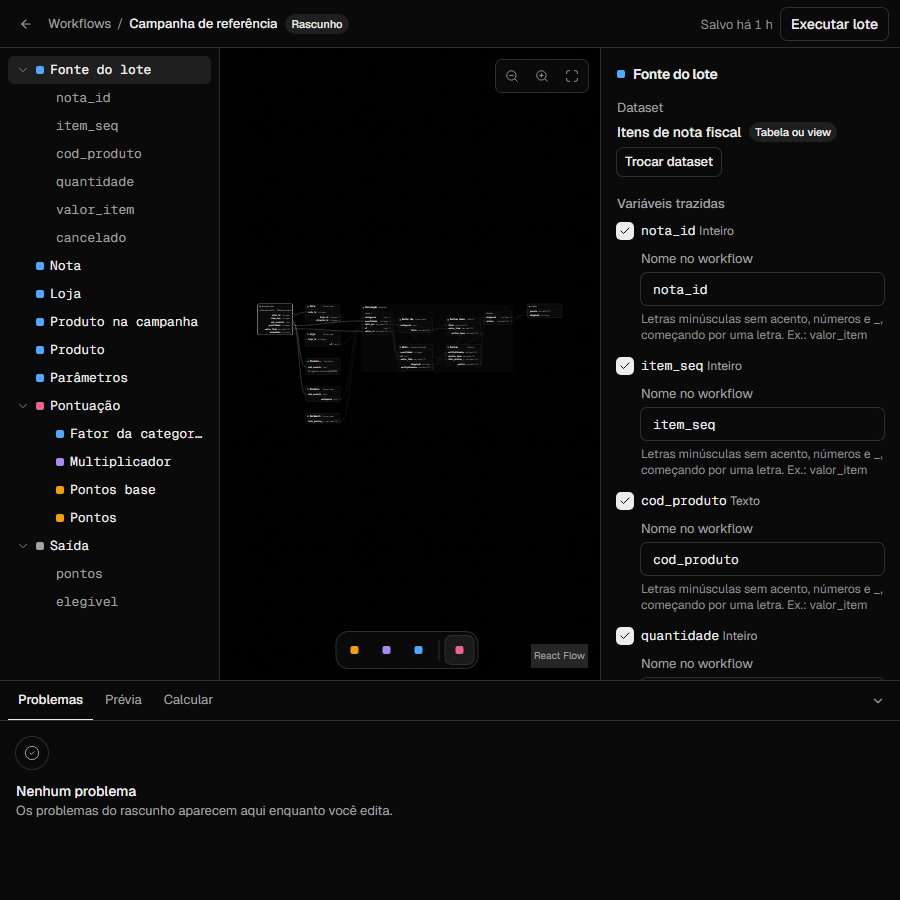 Workflows / Campanha de referência Rascunho
Salvo há 1 h
Executar lote
Fonte do lote
nota_id
item_seq
cod_produto
quantidade
valor_item
cancelado
Nota
Loja
Produto na campanha
Produto
Parâmetros
Pontuação
Fator da categor…
Multiplicador
Pontos base
Pontos
Saída
pontos
elegivel
React Flow
Fonte do lote
Dataset
Itens de nota fiscal Tabela ou view
Trocar dataset
Variáveis trazidas
nota_id Inteiro
Nome no workflow
nota_id
Letras minúsculas sem acento, números e _,
começando por uma letra. Ex.: valor_item
item_seq Inteiro
Nome no workflow
item_seq
Letras minúsculas sem acento, números e _,
começando por uma letra. Ex.: valor_item
cod_produto Texto
Nome no workflow
cod_produto
Letras minúsculas sem acento, números e _,
começando por uma letra. Ex.: valor_item
quantidade Inteiro
Nome no workflow
Problemas
Prévia
Calcular
Nenhum problema
Os problemas do rascunho aparecem aqui enquanto você edita.